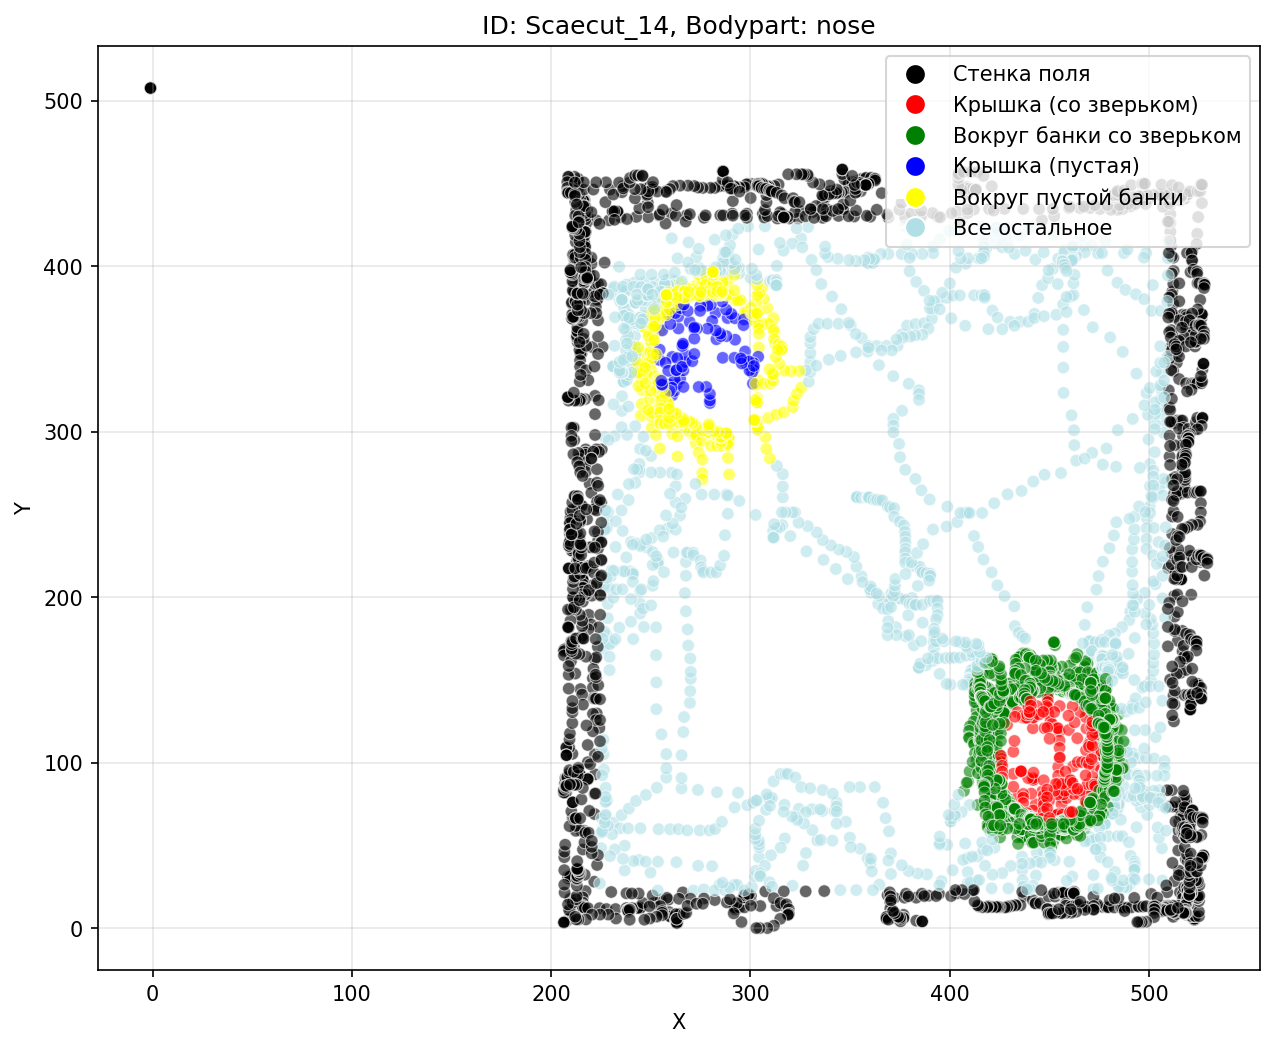 ID: Scaecut_14, Bodypart: nose
Стенка поля
Крышка (со зверьком)
Вокруг банки со зверьком
Крышка (пустая)
Вокруг пустой банки
Все остальное
500
400
300
200
100
0
Y
0 100 200 300 400 500
X